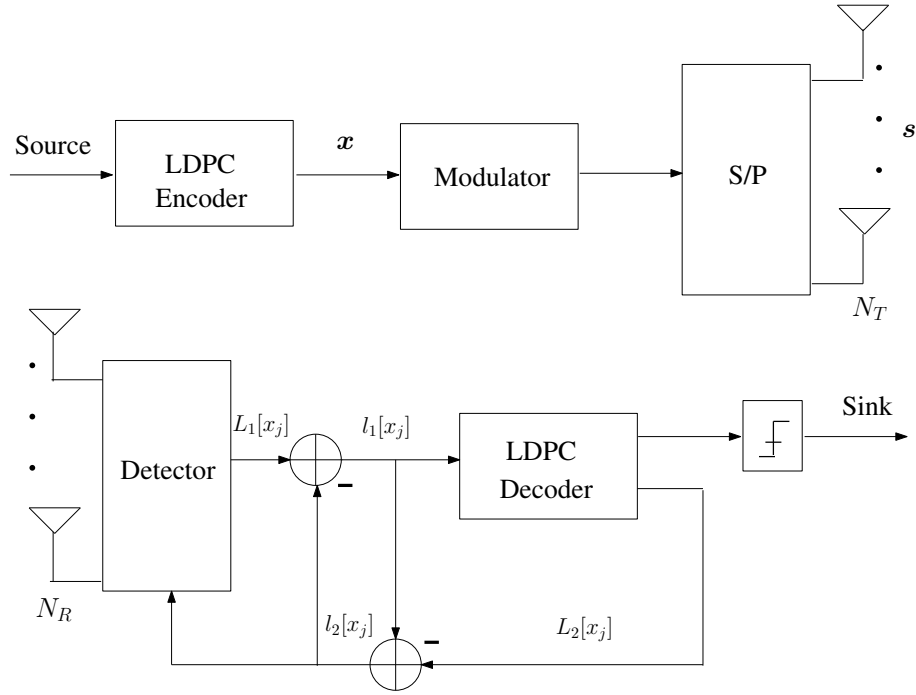 Source
LDPC
Encoder
x
Modulator
S/P
s
N_T
N_R
Detector
L_1[x_j]
l_1[x_j]
LDPC
Decoder
Sink
l_2[x_j]
L_2[x_j]